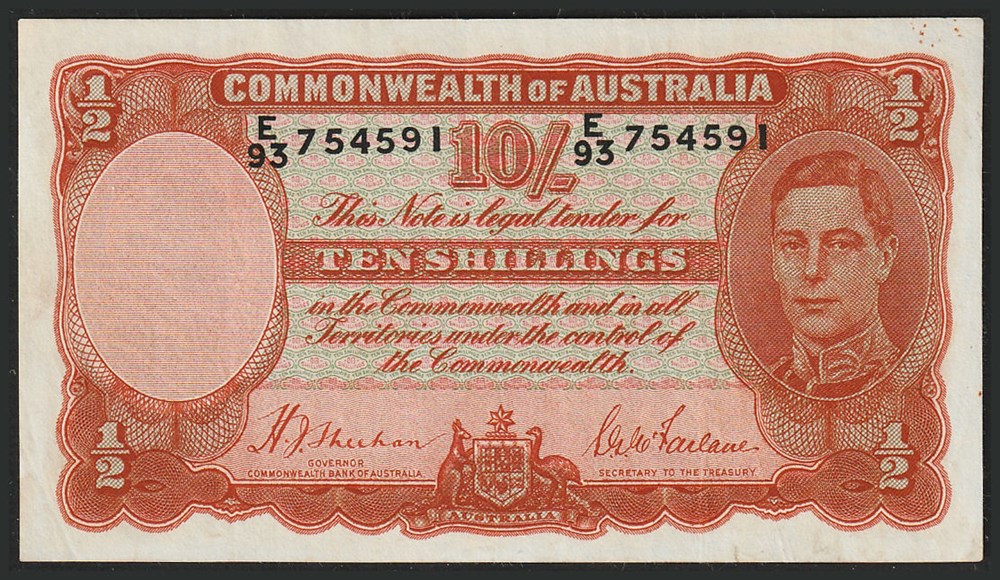 COMMONWEALTH OF AUSTRALIA
1/2 1/2
E/93 754591 10/- E/93 754591
This Note is legal tender for
TEN SHILLINGS
in the Commonwealth and in all
Territories under the control of
the Commonwealth.
H.J. Sheehan
GOVERNOR
COMMONWEALTH BANK OF AUSTRALIA.
S.G. McFarlane
SECRETARY TO THE TREASURY.
1/2 1/2
AUSTRALIA